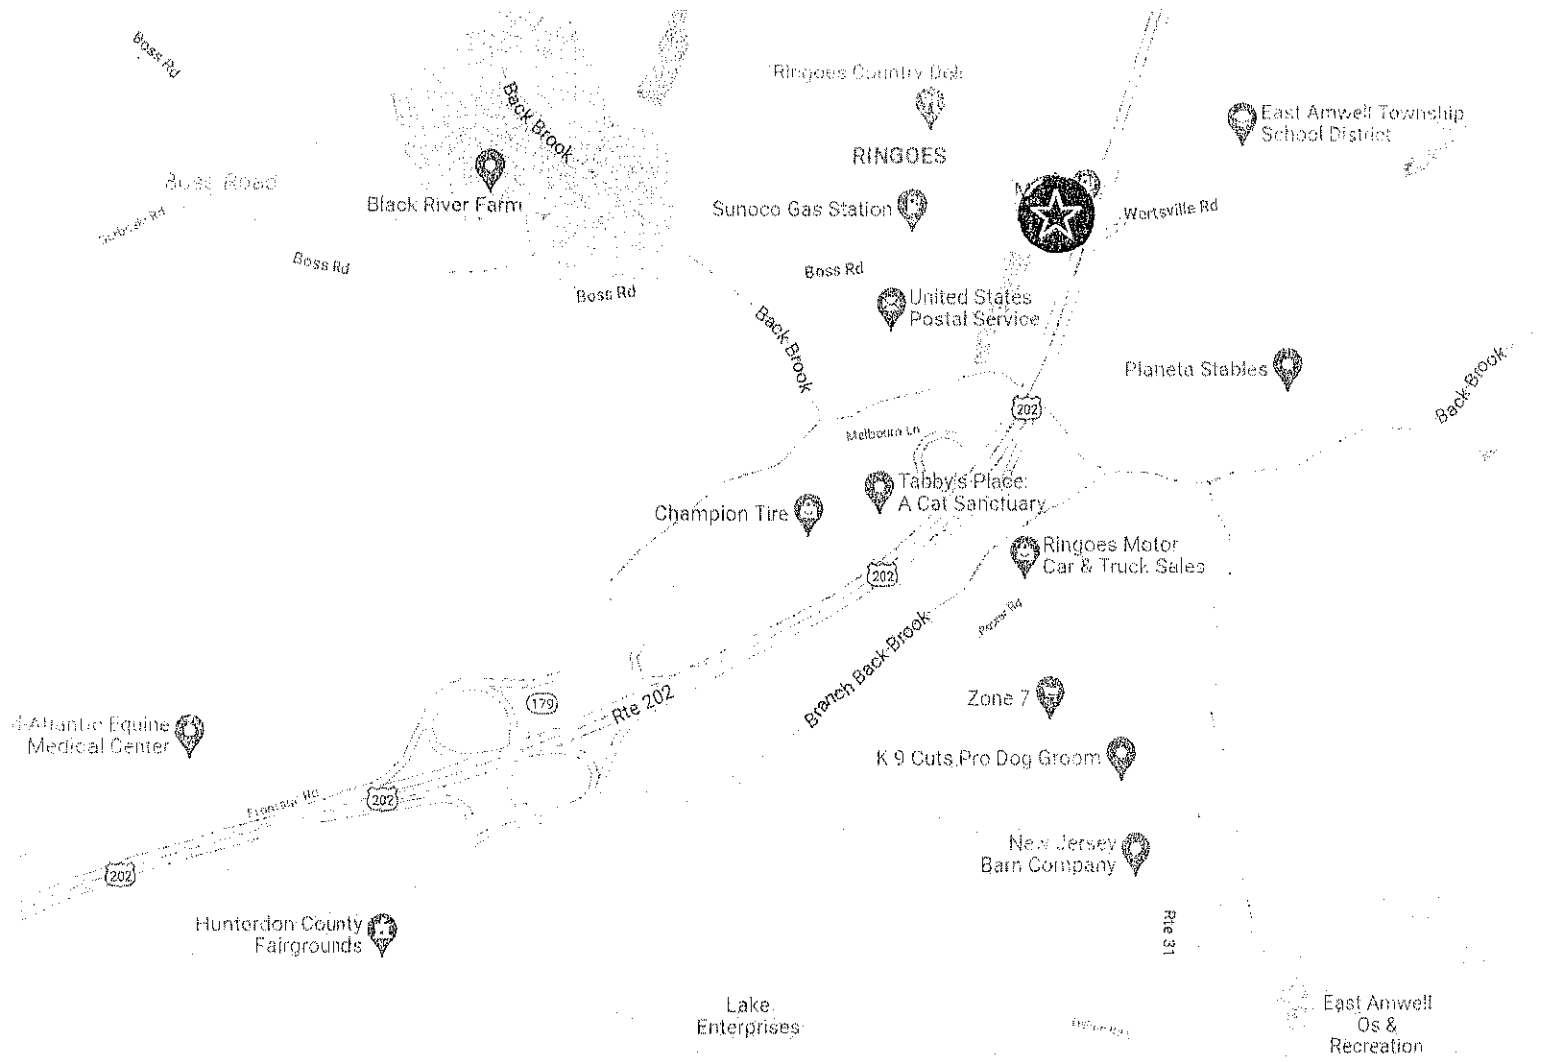 Boss Rd
Back Brook
Ringoes Country Deli
East Amwell Township
School District
RINGOES
Boss Road
Black River Farm
Sunoco Gas Station
Wertsville Rd
Boss Rd
Boss Rd
Boss Rd
United States
Postal Service
Back Brook
Planeta Stables
Back Brook
202
Melbourn Ln
Tabby's Place:
A Cat Sanctuary
Champion Tire
Ringoes Motor
Car & Truck Sales
202
Branch Back Brook
Zone 7
179
Rte 202
d-Atlantic Equine
Medical Center
K 9 Cuts Pro Dog Groom
202
New Jersey
Barn Company
202
Hunterdon County
Fairgrounds
Rte 31
Lake
Enterprises
East Amwell
Os &
Recreation